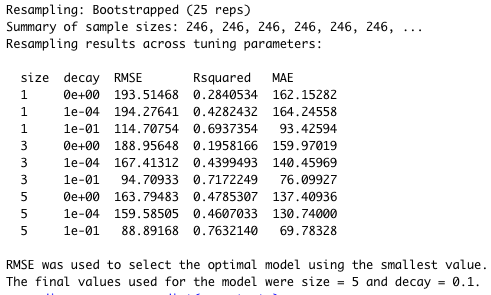 Resampling: Bootstrapped (25 reps)
Summary of sample sizes: 246, 246, 246, 246, 246, 246, ...
Resampling results across tuning parameters:

  size  decay  RMSE       Rsquared   MAE
  1     0e+00  193.51468  0.2840534  162.15282
  1     1e-04  194.27641  0.4282432  164.24558
  1     1e-01  114.70754  0.6937354   93.42594
  3     0e+00  188.95648  0.1958166  159.97019
  3     1e-04  167.41312  0.4399493  140.45969
  3     1e-01   94.70933  0.7172249   76.09927
  5     0e+00  163.79483  0.4785307  137.40936
  5     1e-04  159.58505  0.4607033  130.74000
  5     1e-01   88.89168  0.7632140   69.78328

RMSE was used to select the optimal model using the smallest value.
The final values used for the model were size = 5 and decay = 0.1.